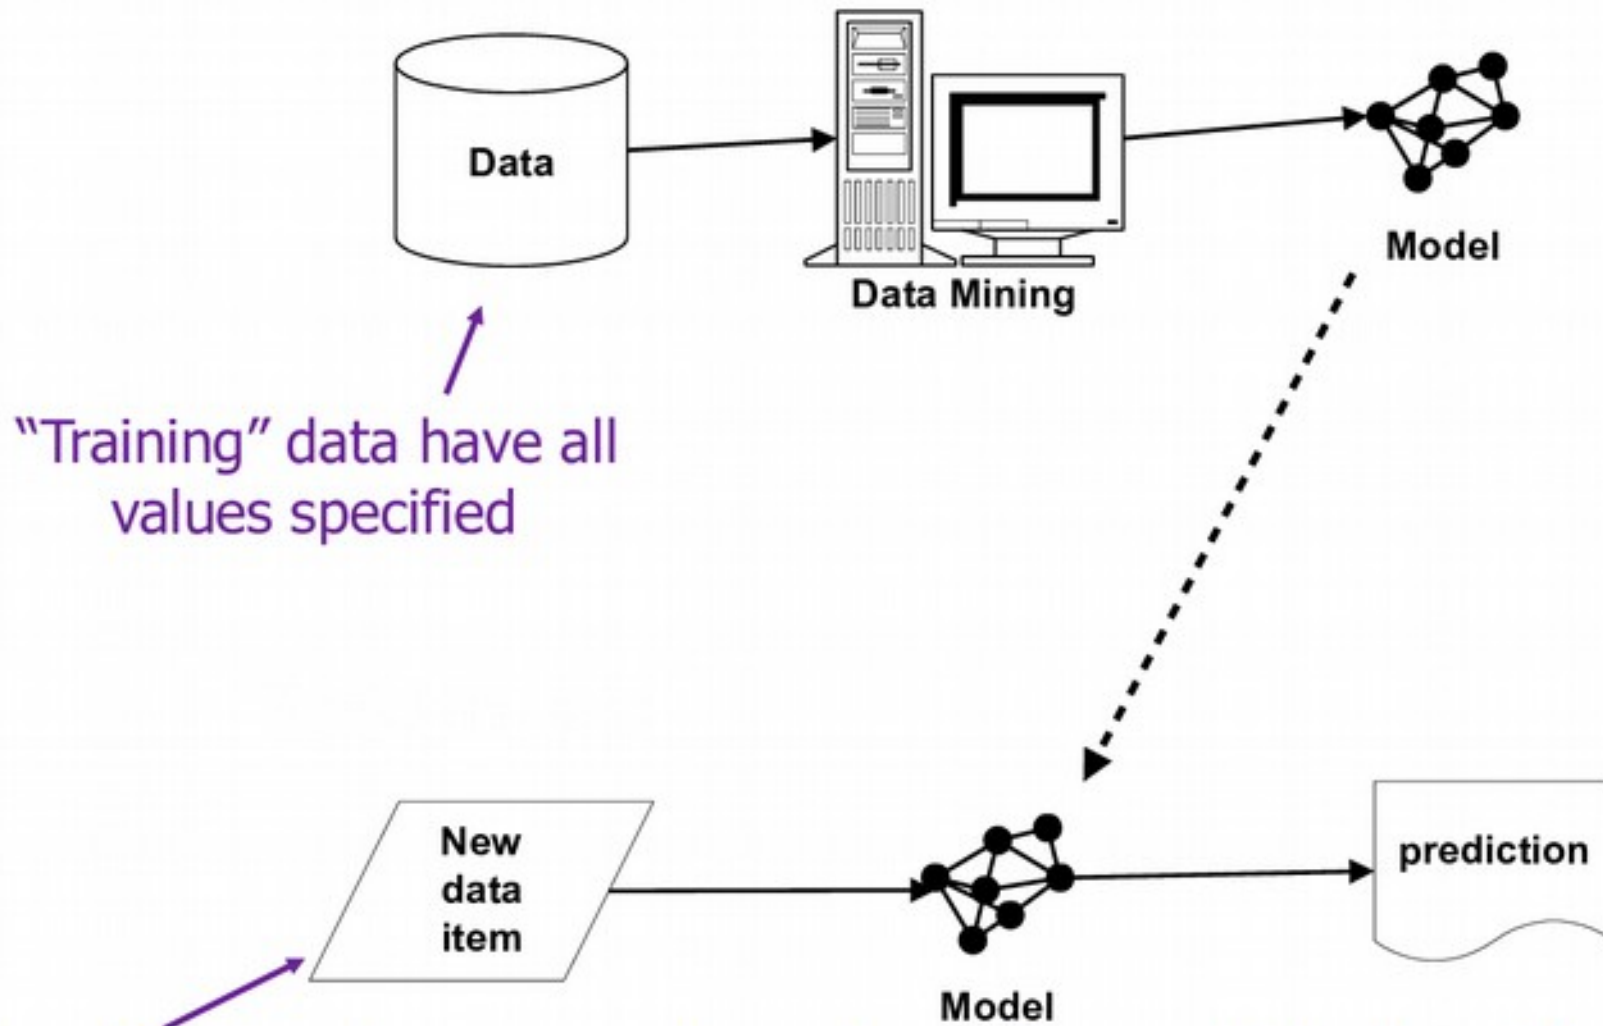 Data
Data Mining
Model
“Training” data have all
values specified
New
data
item
Model
prediction